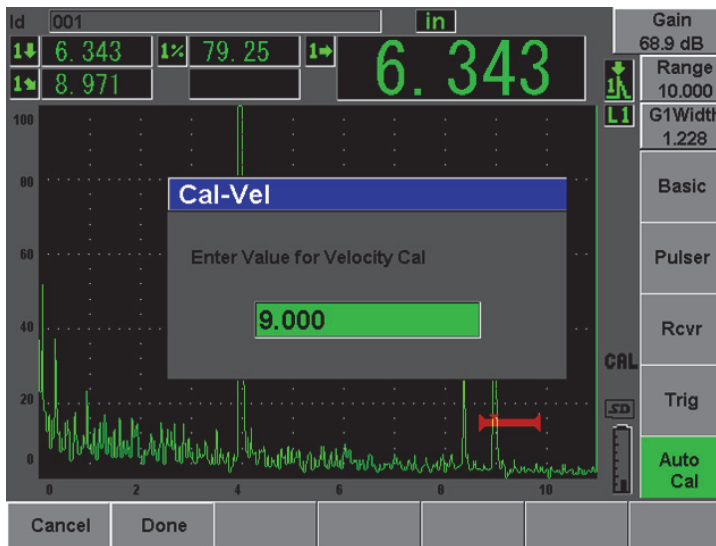 Id 001 in
Gain
68.9 dB
1 6.343 1% 79.25 1 6.343
1 8.971
Range
10.000
1
L1
G1Width
1.228
100
80
60
40
20
0
0 2 4 6 8 10
Cal-Vel
Enter Value for Velocity Cal
9.000
CAL
SD
Basic
Pulser
Rcvr
Trig
Auto
Cal
Cancel Done